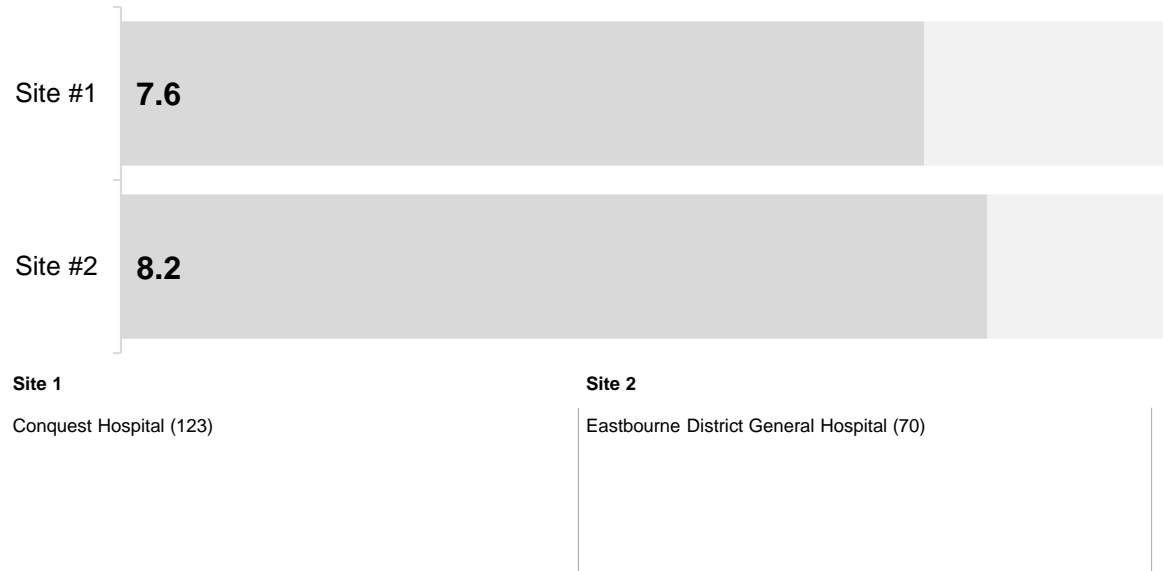 Site #1
7.6
Site #2
8.2
Site 1
Site 2
Conquest Hospital (123)
Eastbourne District General Hospital (70)